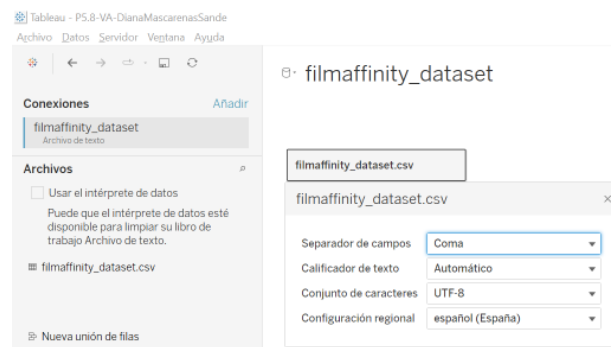 Tableau - P5.8-VA-DianaMascarenasSande
Archivo Datos Servidor Ventana Ayuda
Conexiones Añadir
filmaffinity_dataset
Archivo de texto
Archivos
Usar el intérprete de datos
Puede que el intérprete de datos esté
disponible para limpiar su libro de
trabajo Archivo de texto.
filmaffinity_dataset.csv
Nueva unión de filas
filmaffinity_dataset
filmaffinity_dataset.csv
filmaffinity_dataset.csv
Separador de campos Coma
Calificador de texto Automático
Conjunto de caracteres UTF-8
Configuración regional español (España)